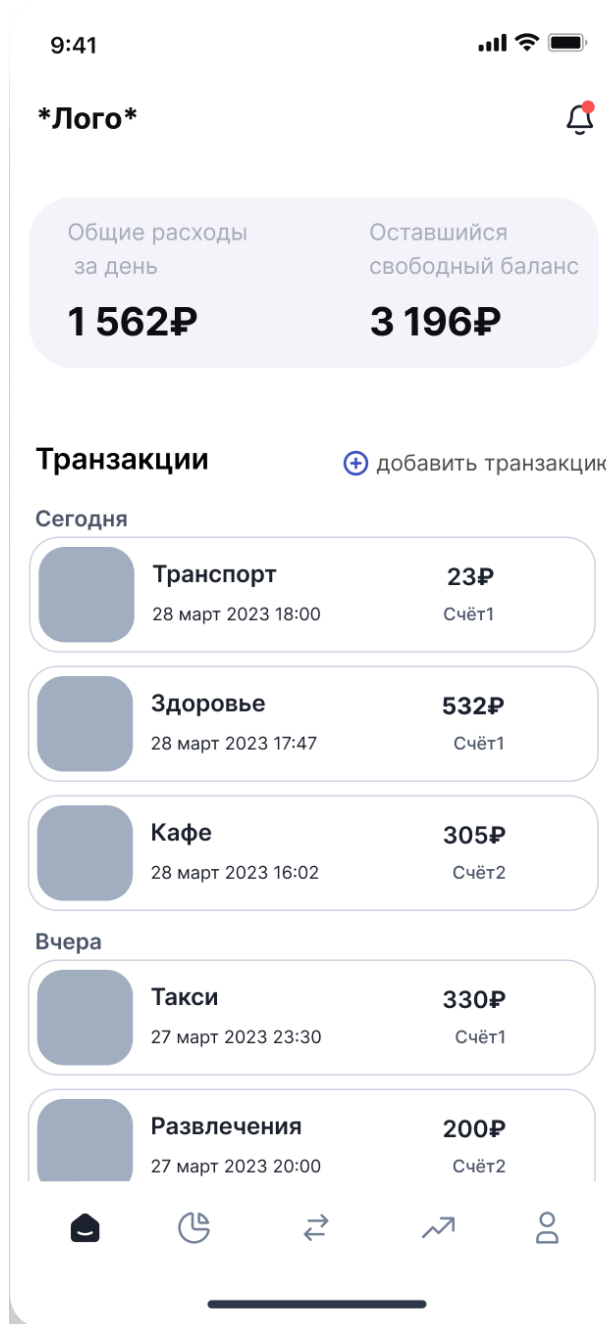 9:41
*Лого*
Общие расходы
за день
1 562₽
Оставшийся
свободный баланс
3 196₽
Транзакции
добавить транзакцию
Сегодня
Транспорт
23₽
28 март 2023 18:00
Счёт1
Здоровье
532₽
28 март 2023 17:47
Счёт1
Кафе
305₽
28 март 2023 16:02
Счёт2
Вчера
Такси
330₽
27 март 2023 23:30
Счёт1
Развлечения
200₽
27 март 2023 20:00
Счёт2